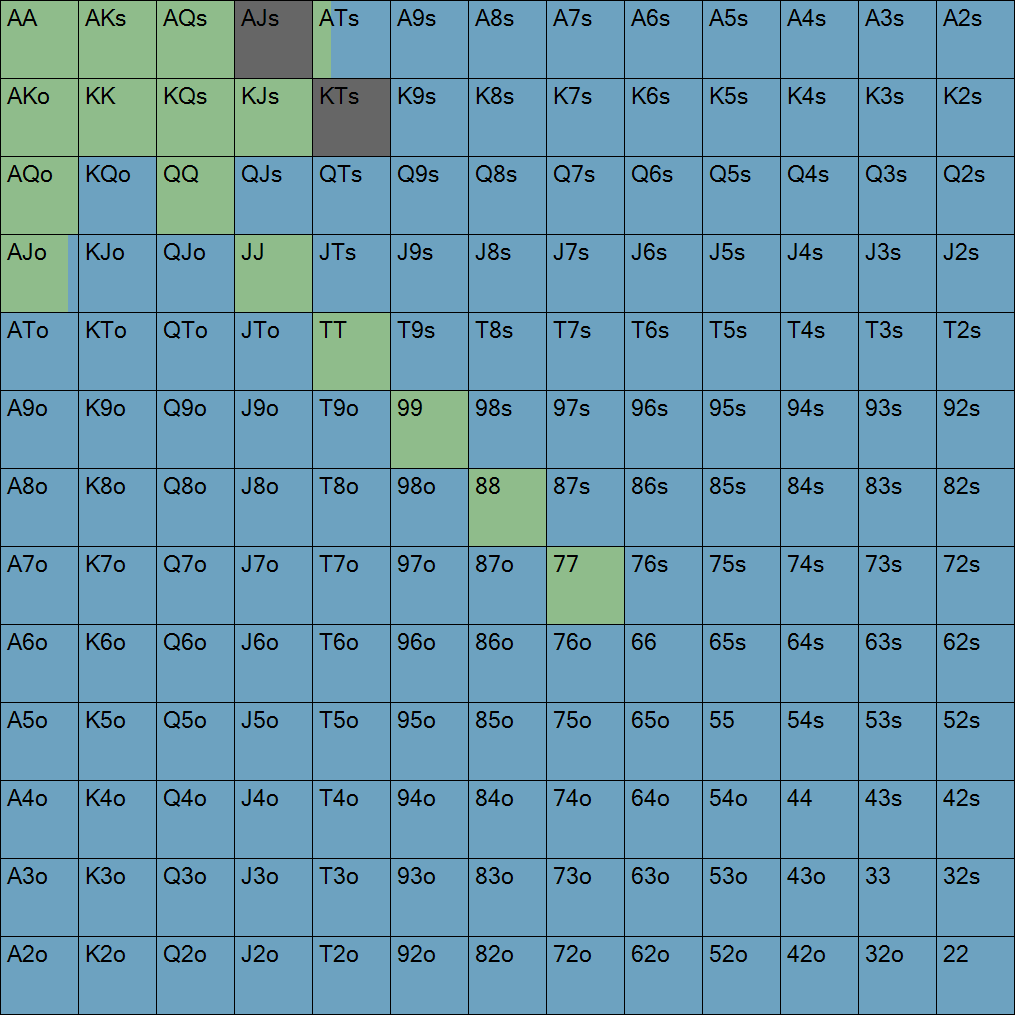 AA AKs AQs AJs ATs A9s A8s A7s A6s A5s A4s A3s A2s
AKo KK KQs KJs KTs K9s K8s K7s K6s K5s K4s K3s K2s
AQo KQo QQ QJs QTs Q9s Q8s Q7s Q6s Q5s Q4s Q3s Q2s
AJo KJo QJo JJ JTs J9s J8s J7s J6s J5s J4s J3s J2s
ATo KTo QTo JTo TT T9s T8s T7s T6s T5s T4s T3s T2s
A9o K9o Q9o J9o T9o 99 98s 97s 96s 95s 94s 93s 92s
A8o K8o Q8o J8o T8o 98o 88 87s 86s 85s 84s 83s 82s
A7o K7o Q7o J7o T7o 97o 87o 77 76s 75s 74s 73s 72s
A6o K6o Q6o J6o T6o 96o 86o 76o 66 65s 64s 63s 62s
A5o K5o Q5o J5o T5o 95o 85o 75o 65o 55 54s 53s 52s
A4o K4o Q4o J4o T4o 94o 84o 74o 64o 54o 44 43s 42s
A3o K3o Q3o J3o T3o 93o 83o 73o 63o 53o 43o 33 32s
A2o K2o Q2o J2o T2o 92o 82o 72o 62o 52o 42o 32o 22